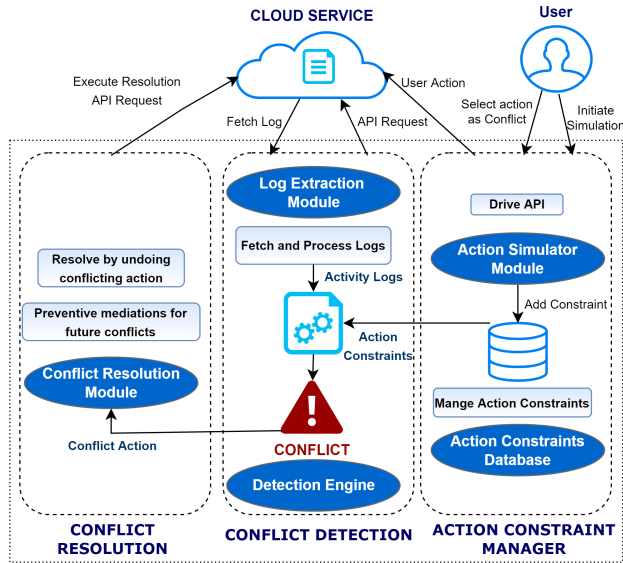 CLOUD SERVICE
User
Execute Resolution
API Request
User Action
Fetch Log
API Request
Select action
as Conflict
Initiate
Simulation
Log Extraction
Module
Drive API
Fetch and Process Logs
Resolve by undoing
conflicting action
Action Simulator
Module
Activity Logs
Add Constraint
Preventive mediations for
future conflicts
Action
Constraints
Conflict Resolution
Module
Mange Action Constraints
Conflict Action
CONFLICT
Action Constraints
Database
Detection Engine
CONFLICT
RESOLUTION
CONFLICT DETECTION
ACTION CONSTRAINT
MANAGER